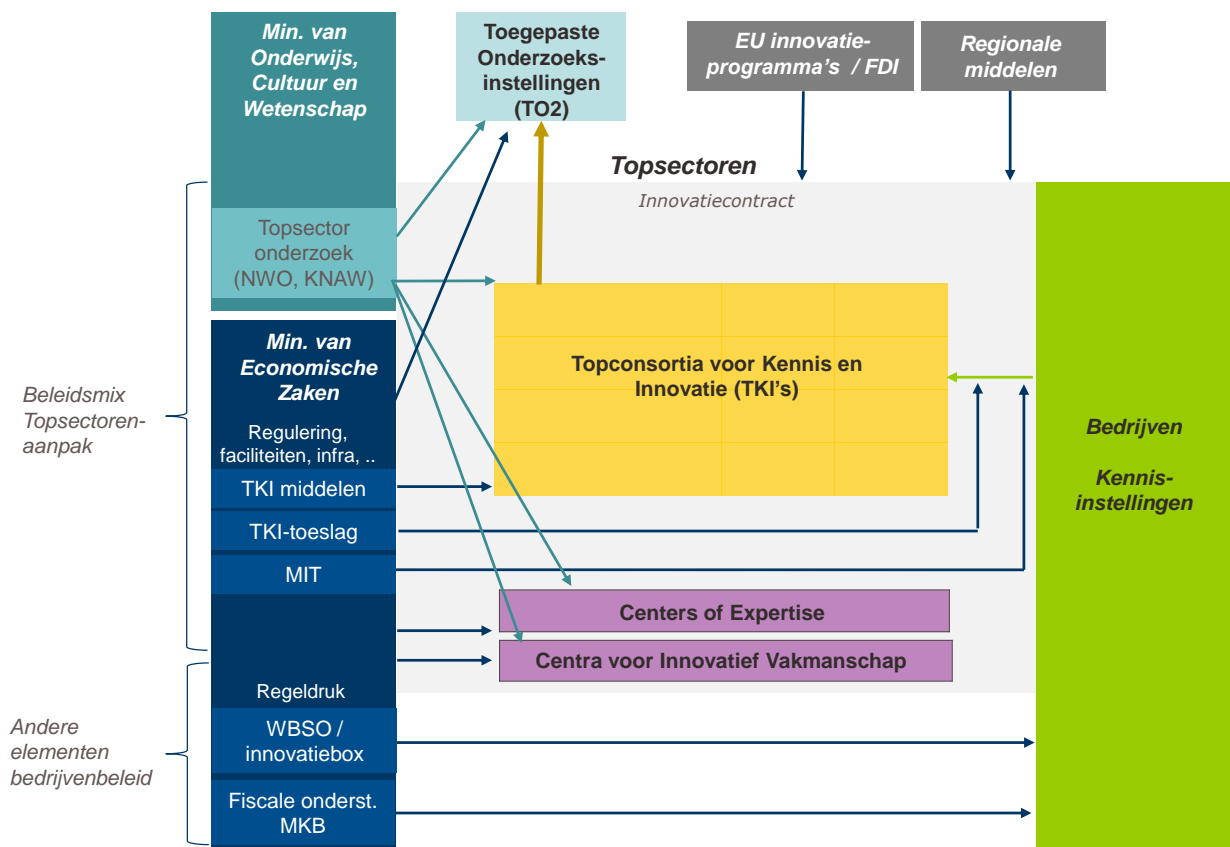 Min. van
Onderwijs,
Cultuur en
Wetenschap
Toegepaste
Onderzoeks-
instellingen
(TO2)
EU innovatie-
programma's / FDI
Regionale
middelen
Topsectoren
Innovatiecontract
Topsector
onderzoek
(NWO, KNAW)
Min. van
Economische
Zaken
Regulering,
faciliteiten, infra, ..
TKI middelen
TKI-toeslag
MIT
Regeldruk
WBSO /
innovatiebox
Fiscale onderst.
MKB
Topconsortia voor Kennis en
Innovatie (TKI's)
Centers of Expertise
Centra voor Innovatief Vakmanschap
Bedrijven
Kennis-
instellingen
Beleidsmix
Topsectoren-
aanpak
Andere
elementen
bedrijvenbeleid